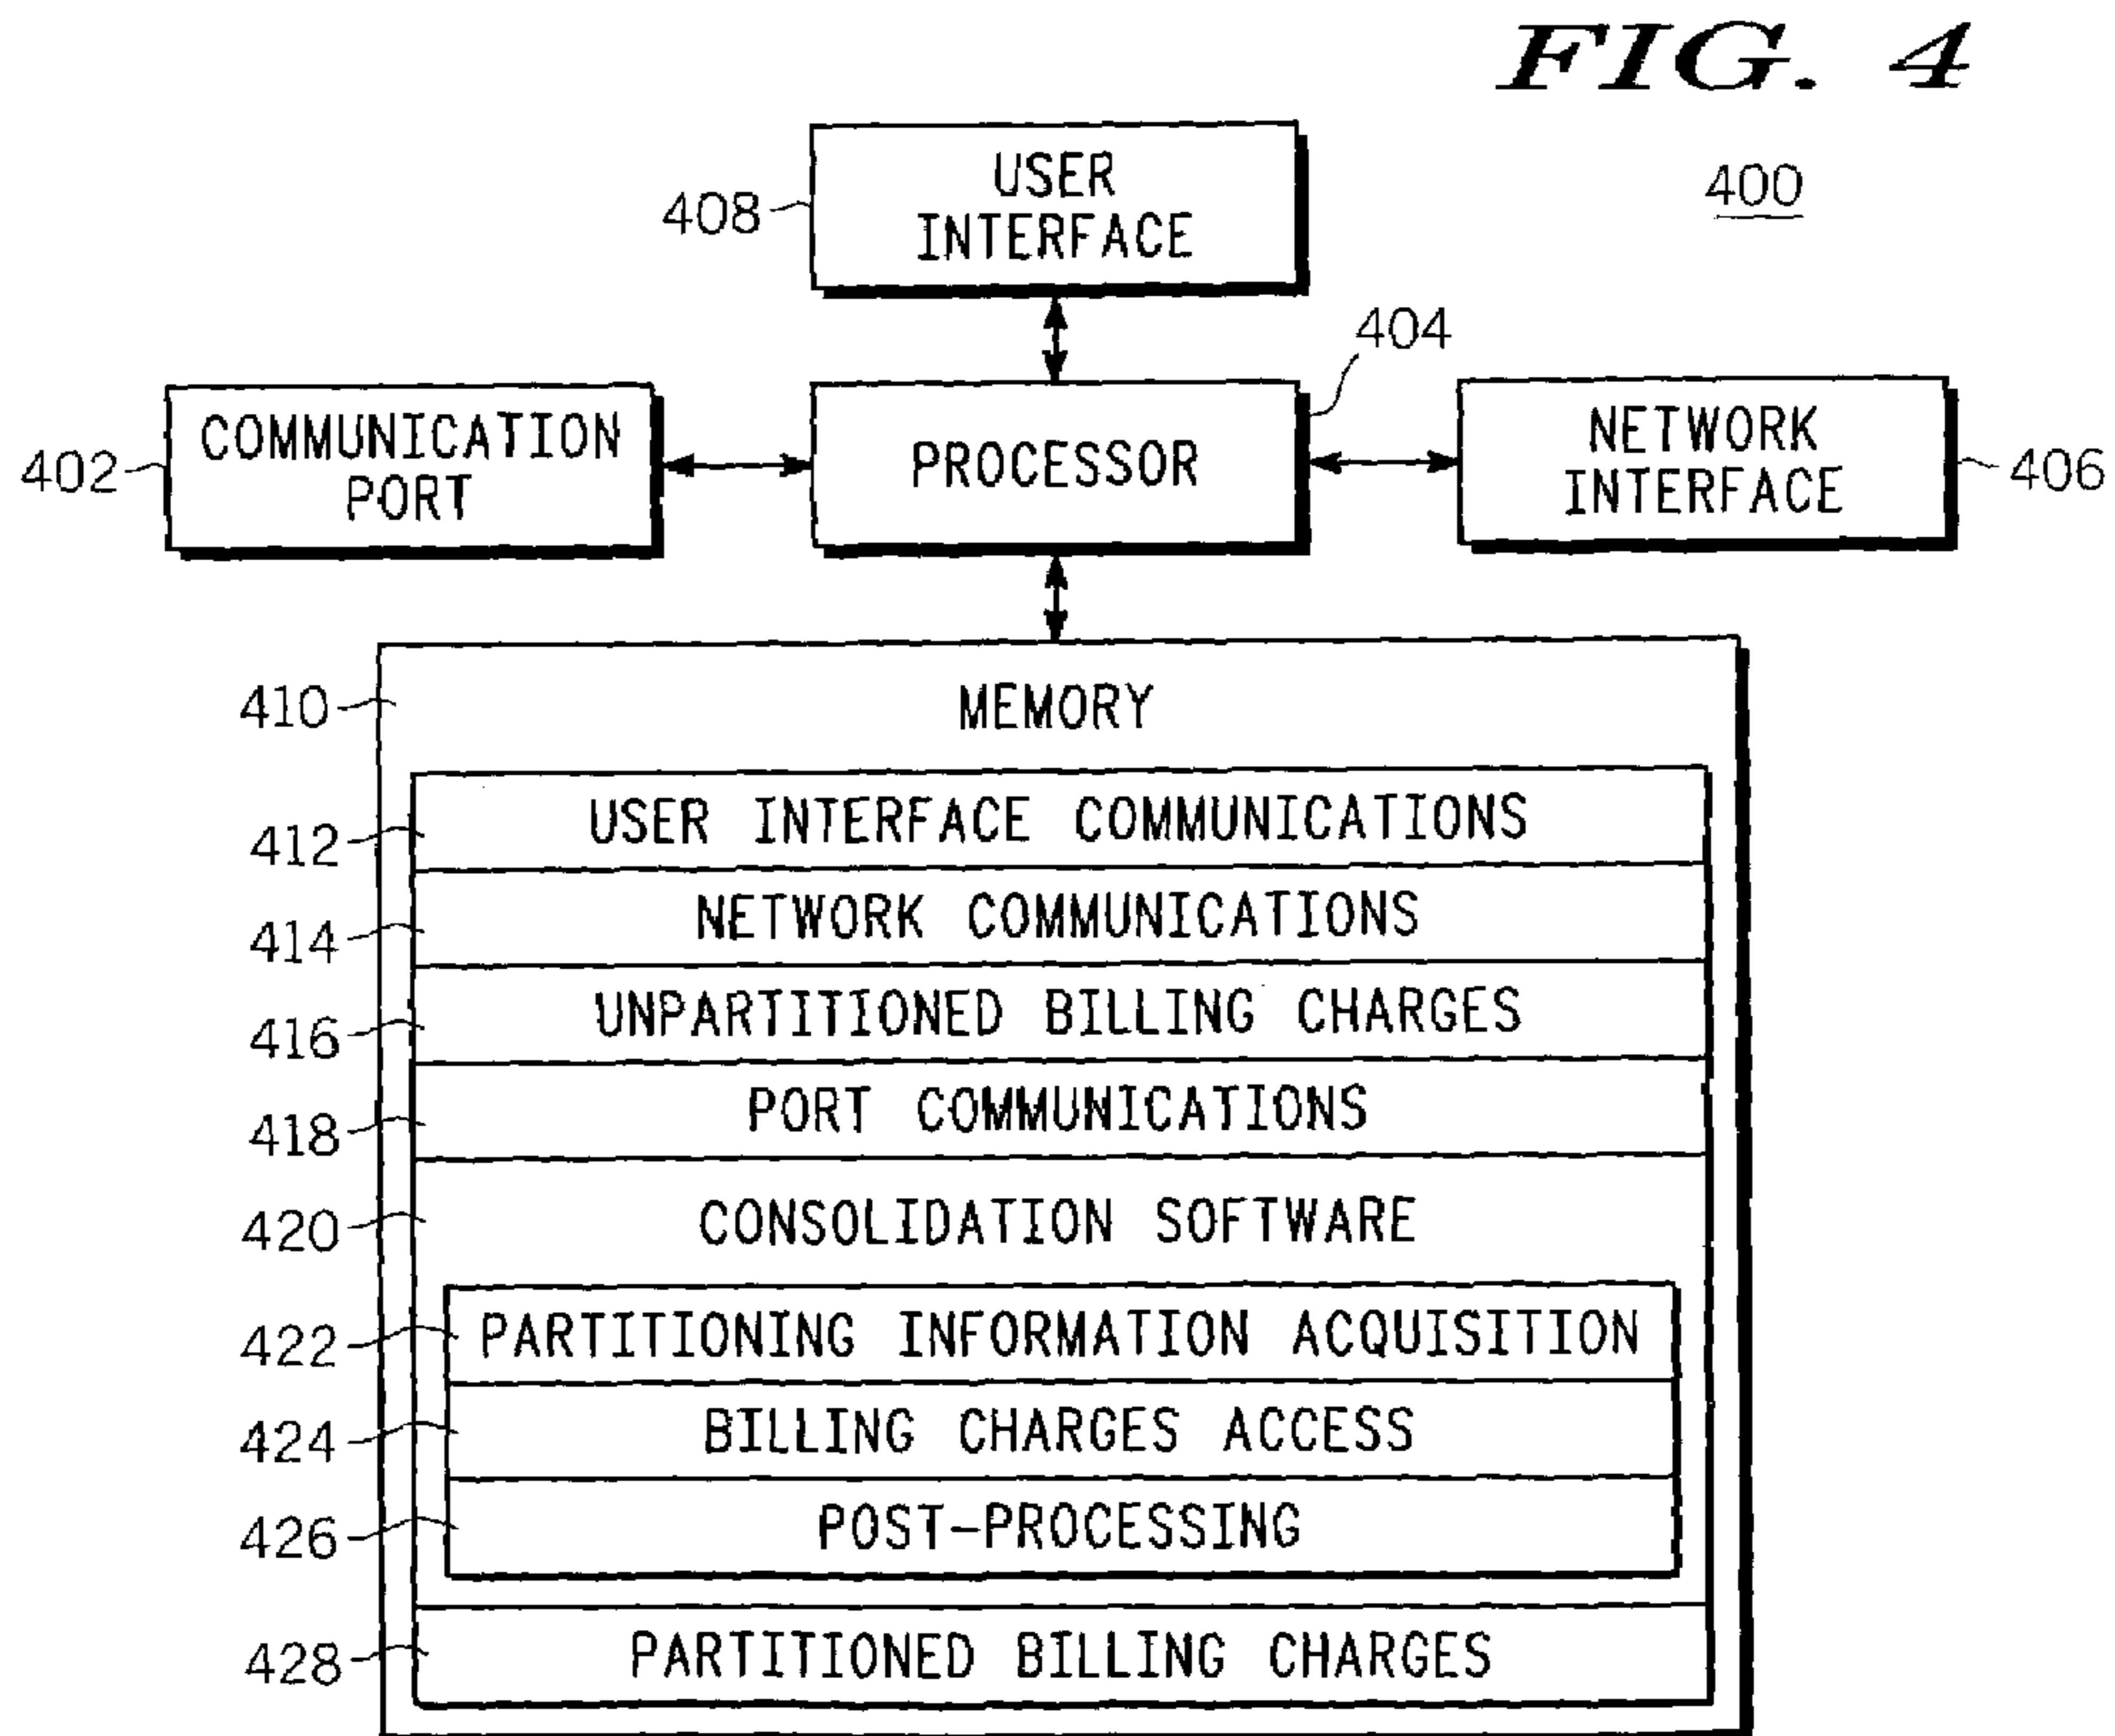 FIG. 4
400
USER
INTERFACE
408
404
COMMUNICATION
PORT
402
PROCESSOR
NETWORK
INTERFACE
406
410
MEMORY
412
USER INTERFACE COMMUNICATIONS
414
NETWORK COMMUNICATIONS
416
UNPARTITIONED BILLING CHARGES
418
PORT COMMUNICATIONS
420
CONSOLIDATION SOFTWARE
422
PARTITIONING INFORMATION ACQUISITION
424
BILLING CHARGES ACCESS
426
POST-PROCESSING
428
PARTITIONED BILLING CHARGES